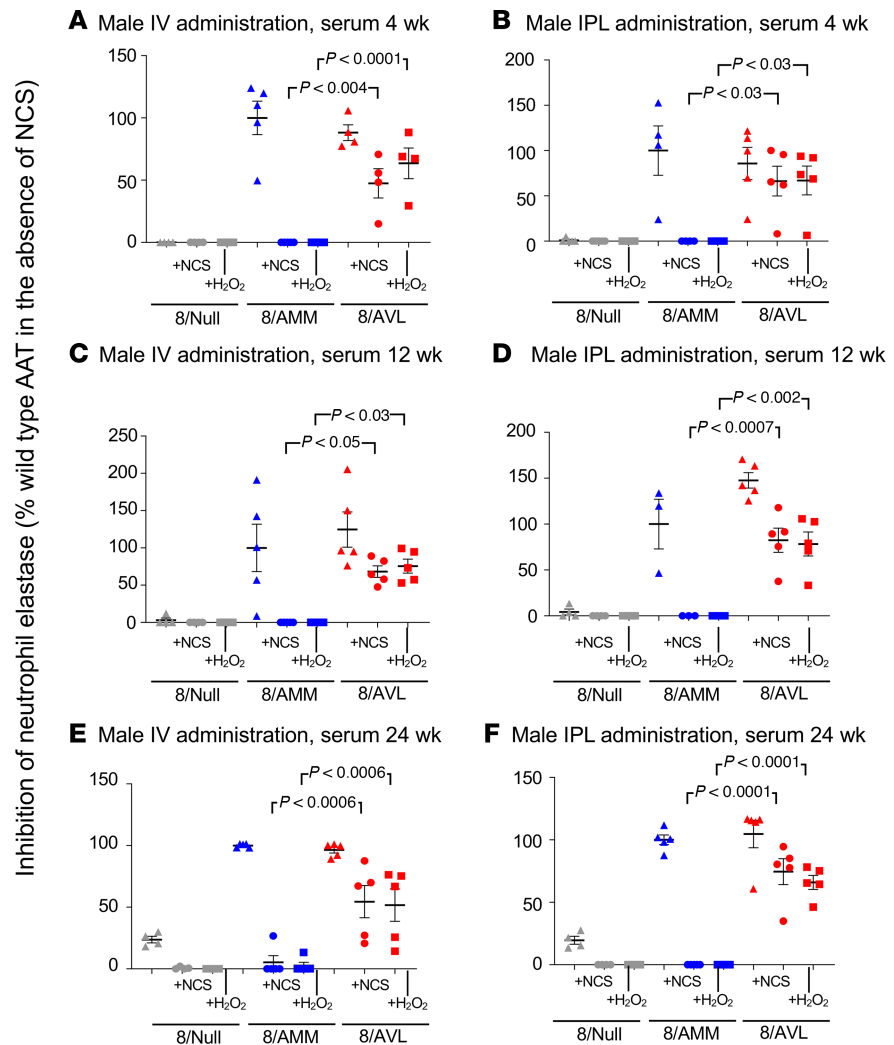 Inhibition of neutrophil elastase (% wild type AAT in the absence of NCS)
A Male IV administration, serum 4 wk
P < 0.0001
P < 0.004
150
100
50
0
+NCS +NCS +NCS
+H₂O₂ +H₂O₂ +H₂O₂
8/Null 8/AMM 8/AVL
B Male IPL administration, serum 4 wk
P < 0.03
P < 0.03
200
150
100
50
0
+NCS +NCS +NCS
+H₂O₂ +H₂O₂ +H₂O₂
8/Null 8/AMM 8/AVL
C Male IV administration, serum 12 wk
P < 0.03
P < 0.05
250
200
150
100
50
0
+NCS +NCS +NCS
+H₂O₂ +H₂O₂ +H₂O₂
8/Null 8/AMM 8/AVL
D Male IPL administration, serum 12 wk
P < 0.002
P < 0.0007
200
150
100
50
0
+NCS +NCS +NCS
+H₂O₂ +H₂O₂ +H₂O₂
8/Null 8/AMM 8/AVL
E Male IV administration, serum 24 wk
P < 0.0006
P < 0.0006
150
100
50
0
+NCS +NCS +NCS
+H₂O₂ +H₂O₂ +H₂O₂
8/Null 8/AMM 8/AVL
F Male IPL administration, serum 24 wk
P < 0.0001
P < 0.0001
150
100
50
0
+NCS +NCS +NCS
+H₂O₂ +H₂O₂ +H₂O₂
8/Null 8/AMM 8/AVL